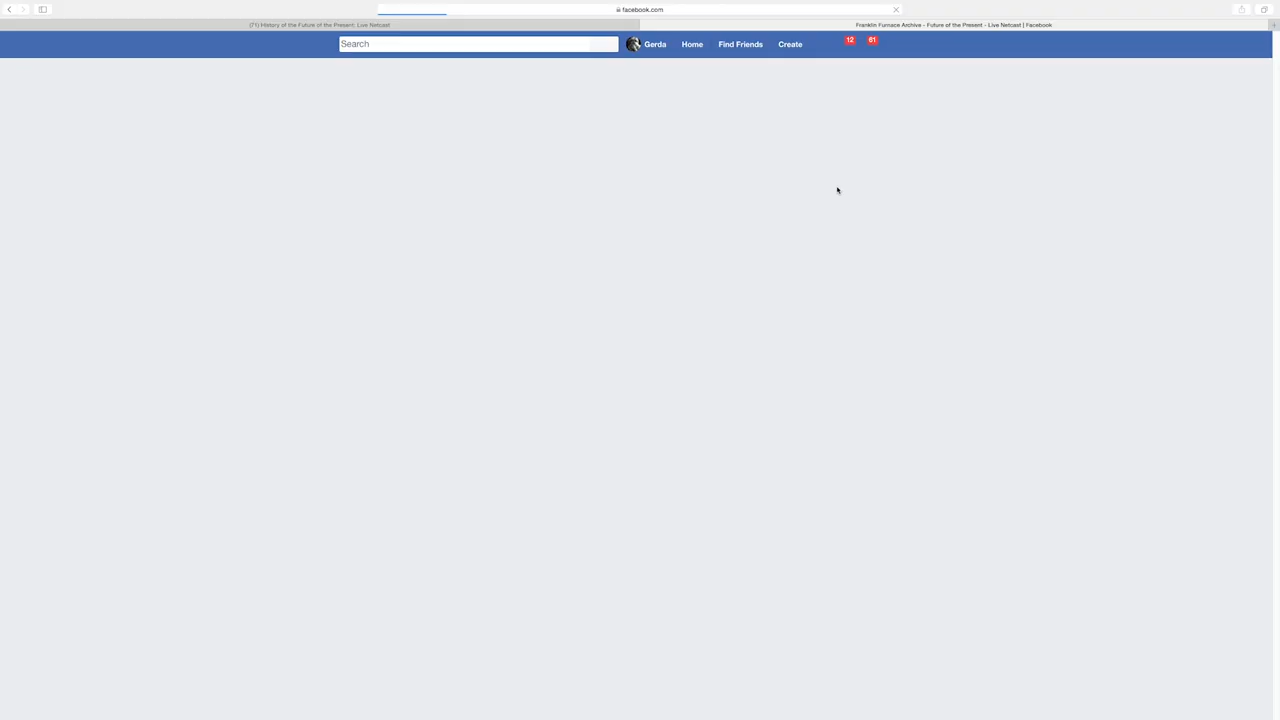 facebook.com
(71) History of the Future of the Present: Live Netcast
Franklin Furnace Archive - Future of the Present - Live Netcast | Facebook
Search Gerda Home Find Friends Create 12 61